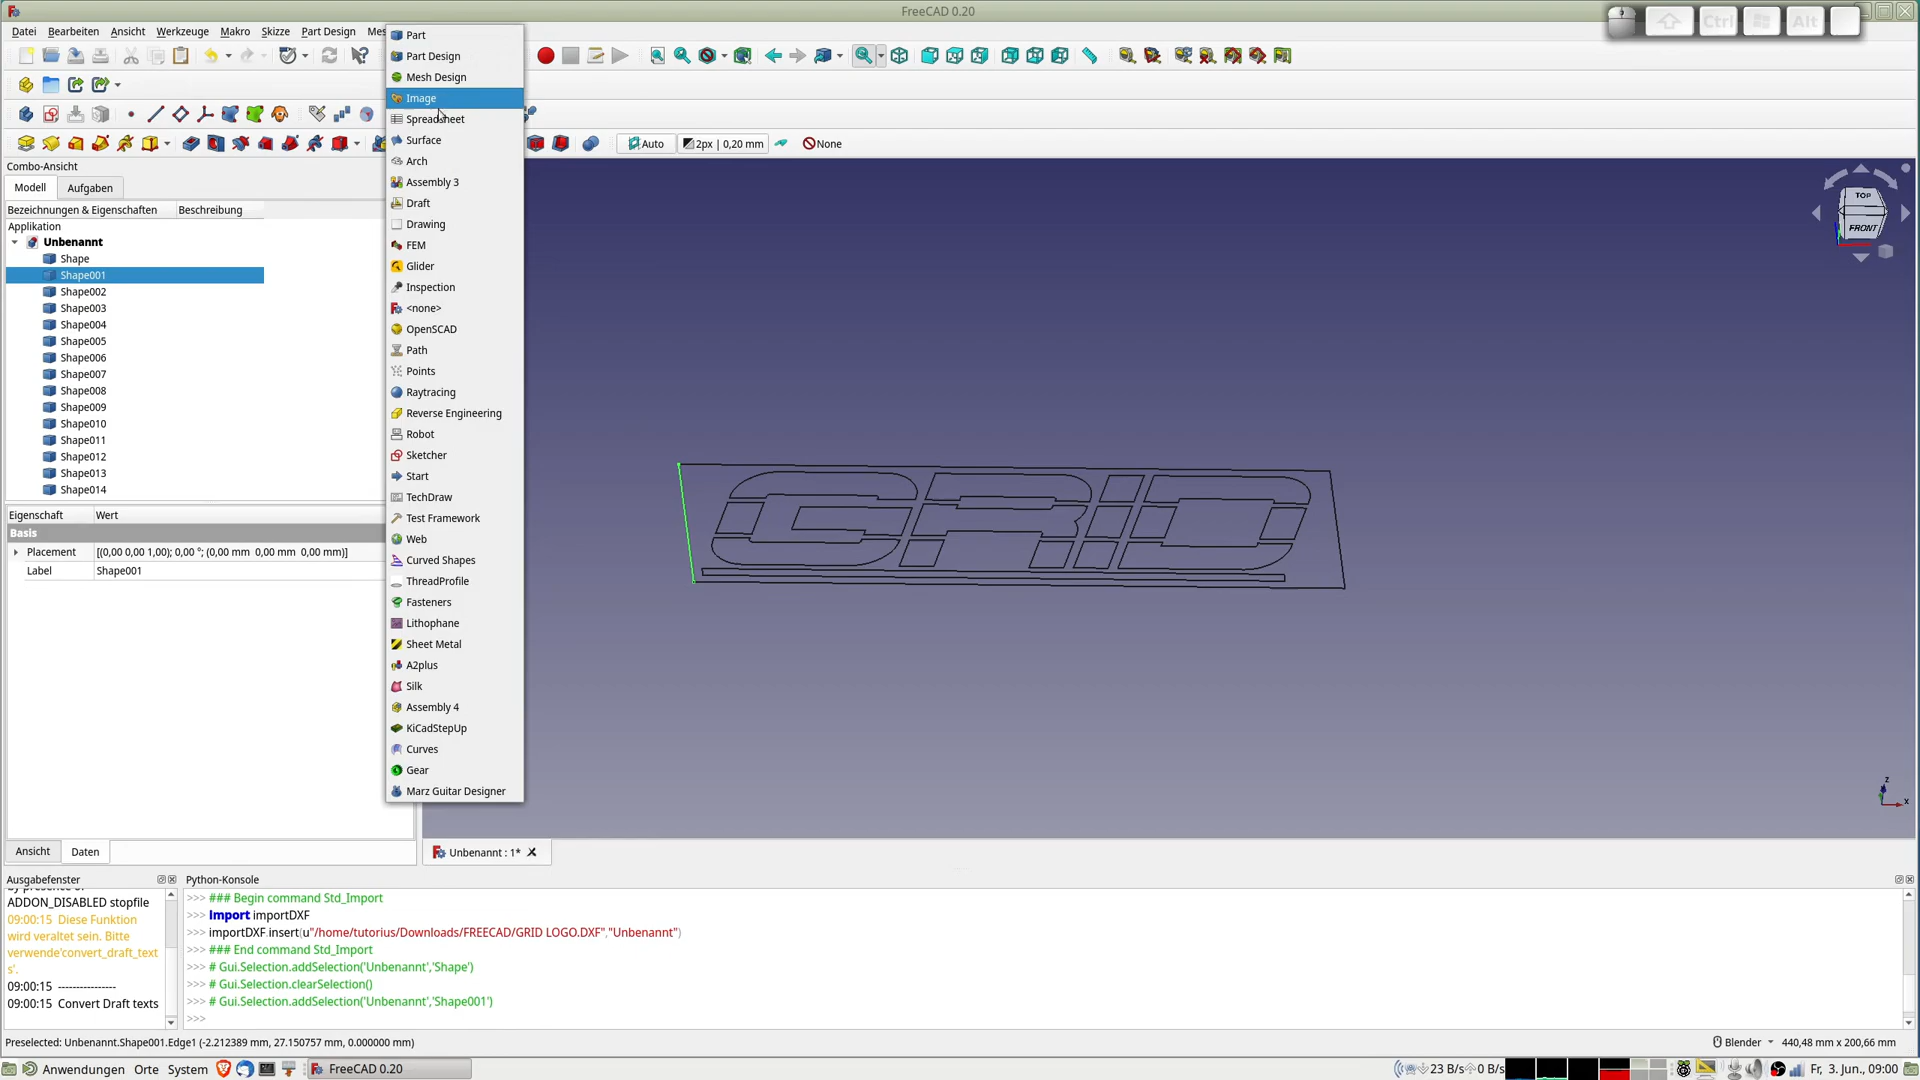 FreeCAD 0.20
Ctrl
Alt
Datei Bearbeiten Ansicht Werkzeuge Makro Skizze Part Design Mes
Auto
2px | 0,20 mm
None
Part
Part Design
Mesh Design
Image
Spreadsheet
Surface
Arch
Assembly 3
Draft
Drawing
FEM
Glider
Inspection
<none>
OpenSCAD
Path
Points
Raytracing
Reverse Engineering
Robot
Sketcher
Start
TechDraw
Test Framework
Web
Curved Shapes
ThreadProfile
Fasteners
Lithophane
Sheet Metal
A2plus
Silk
Assembly 4
KiCadStepUp
Curves
Gear
Marz Guitar Designer
Combo-Ansicht
Modell Aufgaben
Bezeichnungen & Eigenschaften Beschreibung
Applikation
Unbenannt
Shape
Shape001
Shape002
Shape003
Shape004
Shape005
Shape006
Shape007
Shape008
Shape009
Shape010
Shape011
Shape012
Shape013
Shape014
Eigenschaft Wert
Basis
Placement [(0,00 0,00 1,00); 0,00 °; (0,00 mm 0,00 mm 0,00 mm)]
Label Shape001
Ansicht Daten
TOP
FRONT
GRID
z
x
Unbenannt : 1*
Ausgabefenster
ADDON_DISABLED stopfile
09:00:15 Diese Funktion
wird veraltet sein. Bitte
verwende'convert_draft_text
s'.
09:00:15 ---------------
09:00:15 Convert Draft texts
Python-Konsole
>>> ### Begin command Std_Import
>>> import importDXF
>>> importDXF.insert(u"/home/tutorius/Downloads/FREECAD/GRID LOGO.DXF","Unbenannt")
>>> ### End command Std_Import
>>> # Gui.Selection.addSelection('Unbenannt','Shape')
>>> # Gui.Selection.clearSelection()
>>> # Gui.Selection.addSelection('Unbenannt','Shape001')
>>>
Preselected: Unbenannt.Shape001.Edge1 (-2.212389 mm, 27.150757 mm, 0.000000 mm)
Blender
440,48 mm x 200,66 mm
Anwendungen Orte System
FreeCAD 0.20
23 B/s
0 B/s
Fr, 3. Jun., 09:00